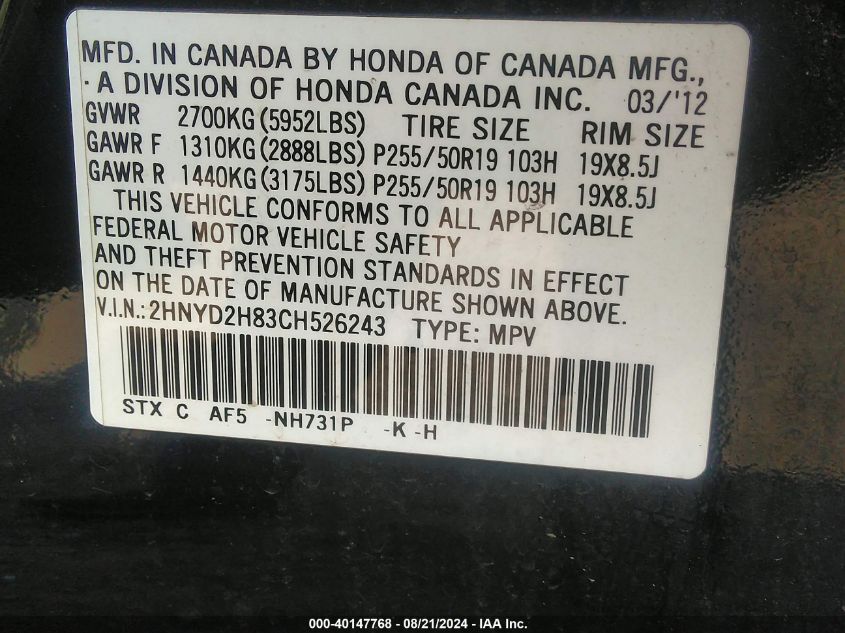 MFD. IN CANADA BY HONDA OF CANADA MFG.,
. A DIVISION OF HONDA CANADA INC. 03/'12
GVWR 2700KG(5952LBS) TIRE SIZE RIM SIZE
GAWR F 1310KG(2888LBS) P255/50R19 103H 19X8.5J
GAWR R 1440KG(3175LBS) P255/50R19 103H 19X8.5J
THIS VEHICLE CONFORMS TO ALL APPLICABLE
FEDERAL MOTOR VEHICLE SAFETY
AND THEFT PREVENTION STANDARDS IN EFFECT
ON THE DATE OF MANUFACTURE SHOWN ABOVE.
V.I.N.:2HNYD2H83CH526243 TYPE: MPV
STX C AF5 -NH731P -K -H
000-40147768 - 08/21/2024 - IAA Inc.